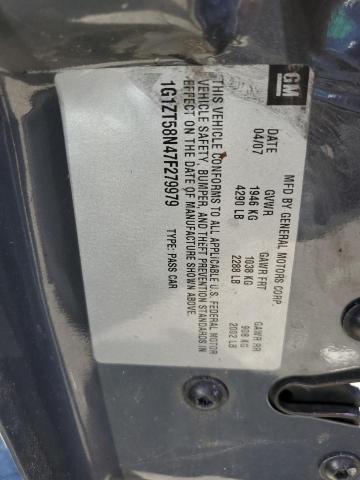 GM
MFD BY GENERAL MOTORS CORP
DATE GVWR GAWR FRT GAWR RR
04/07 1946 KG 1038 KG 908 KG
4290 LB 2288 LB 2002 LB
THIS VEHICLE CONFORMS TO ALL APPLICABLE U.S. FEDERAL MOTOR
VEHICLE SAFETY, BUMPER, AND THEFT PREVENTION STANDARDS IN
EFFECT ON THE DATE OF MANUFACTURE SHOWN ABOVE.
1G1ZT58N47F279979 TYPE: PASS CAR